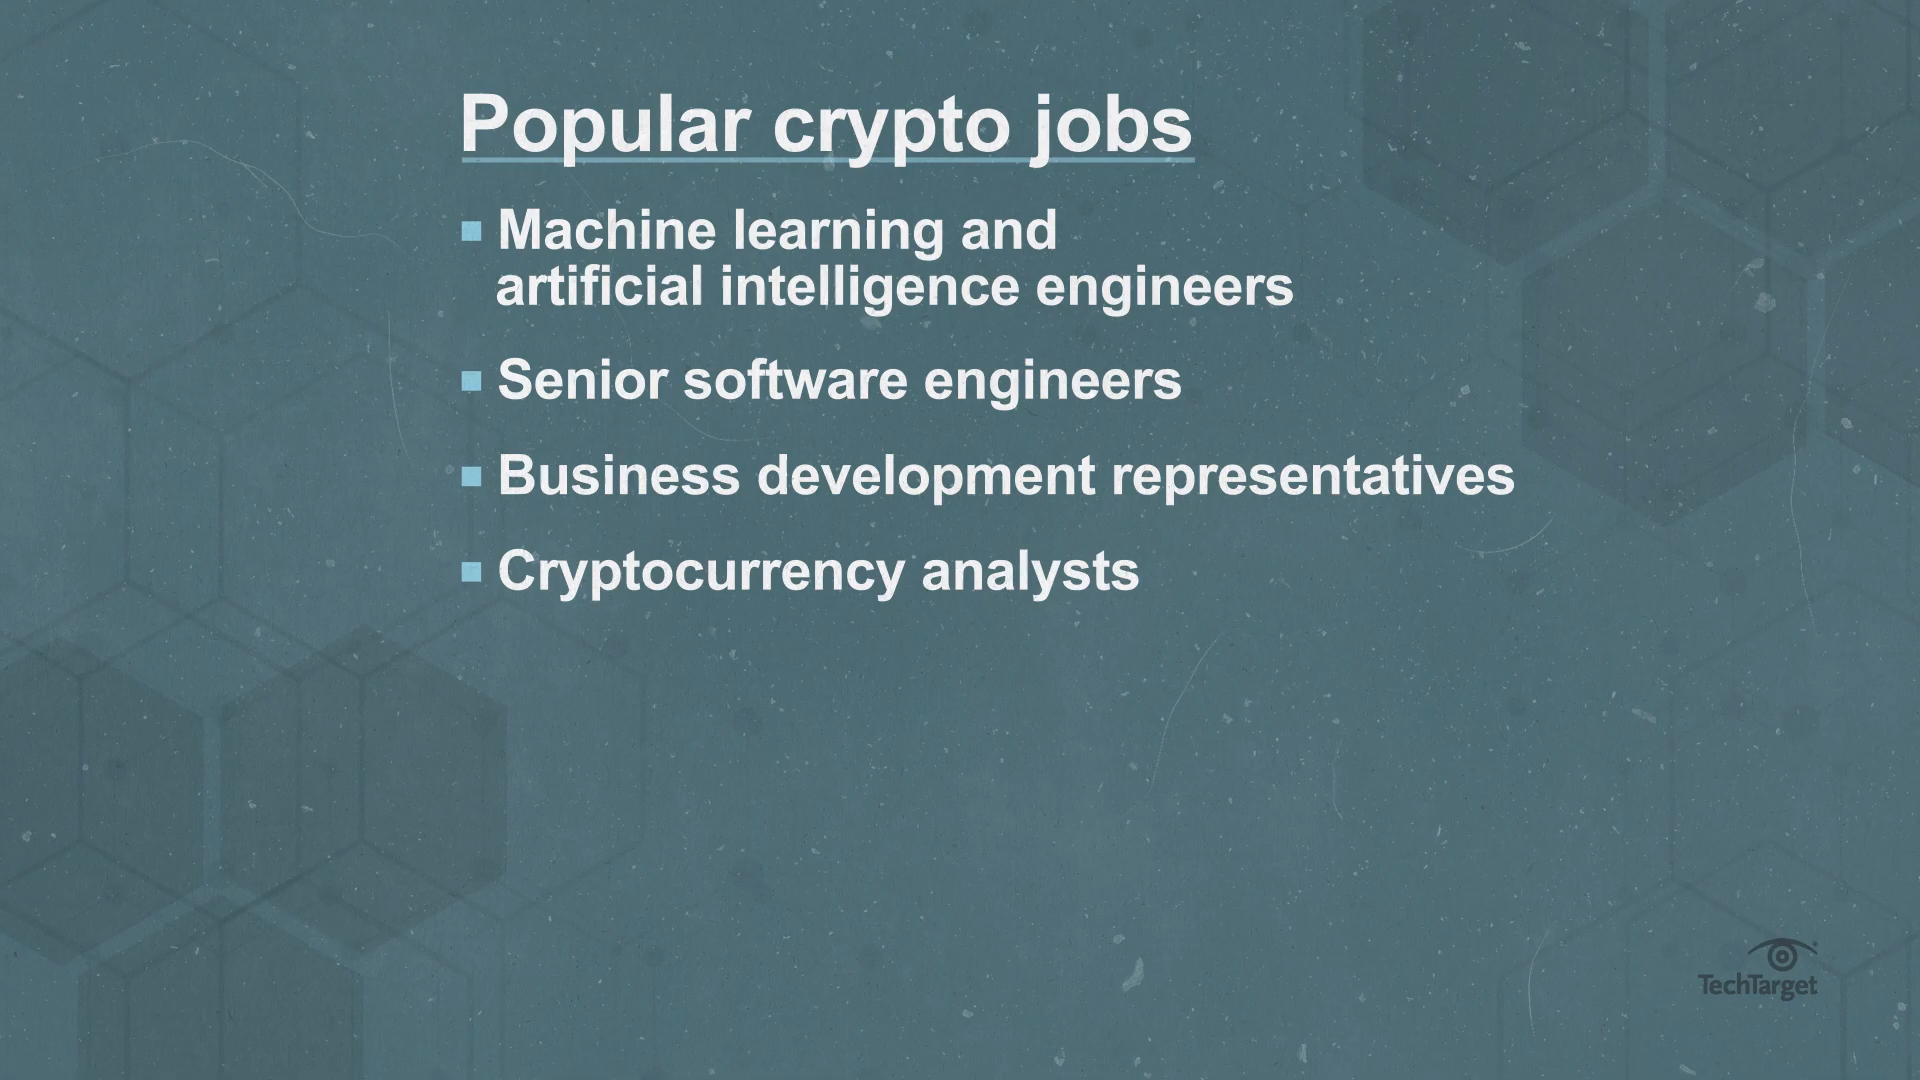 Popular crypto jobs
Machine learning and
artificial intelligence engineers
Senior software engineers
Business development representatives
Cryptocurrency analysts
TechTarget